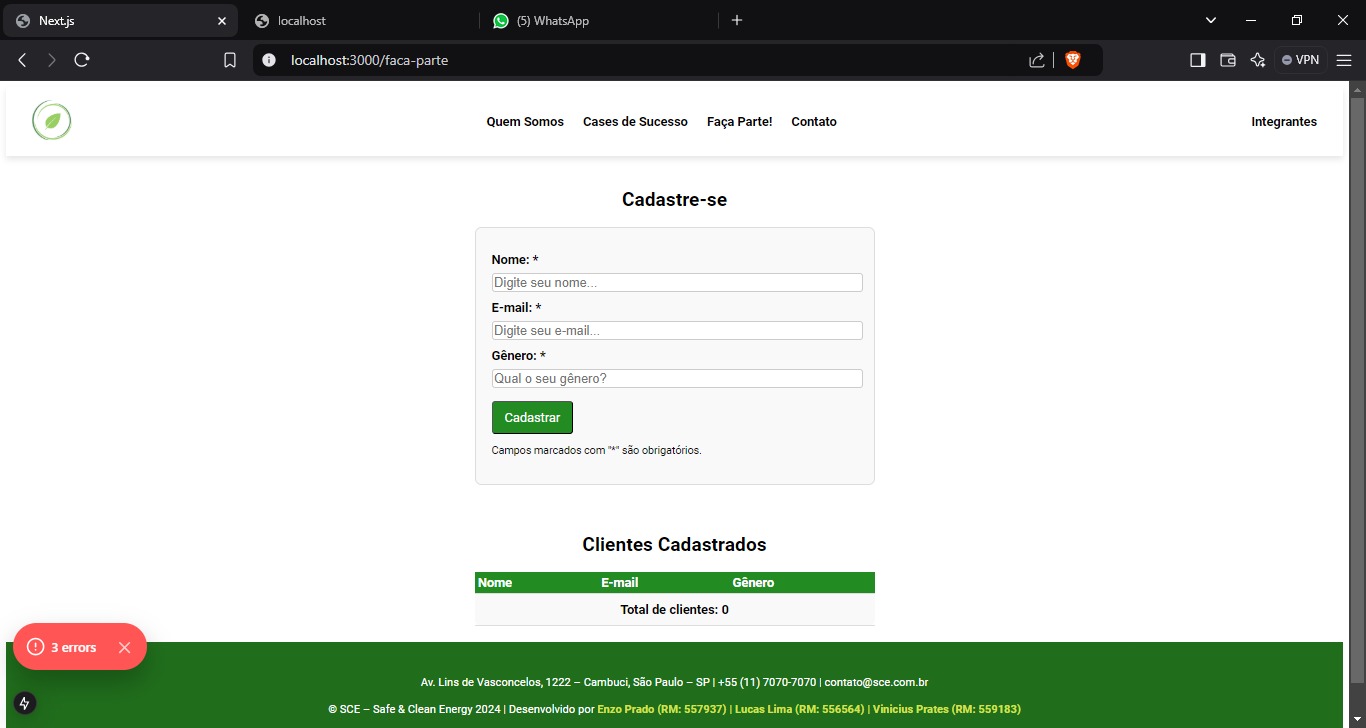 Next.js
localhost
(5) WhatsApp
localhost:3000/faca-parte
VPN
Quem Somos Cases de Sucesso Faça Parte! Contato Integrantes
Cadastre-se
Nome: *
Digite seu nome...
E-mail: *
Digite seu e-mail...
Gênero: *
Qual o seu gênero?
Cadastrar
Campos marcados com "*" são obrigatórios.
Clientes Cadastrados
Nome E-mail Gênero
Total de clientes: 0
3 errors
Av. Lins de Vasconcelos, 1222 – Cambuci, São Paulo – SP | +55 (11) 7070-7070 | contato@sce.com.br
© SCE – Safe & Clean Energy 2024 | Desenvolvido por Enzo Prado (RM: 557937) | Lucas Lima (RM: 556564) | Vinicius Prates (RM: 559183)